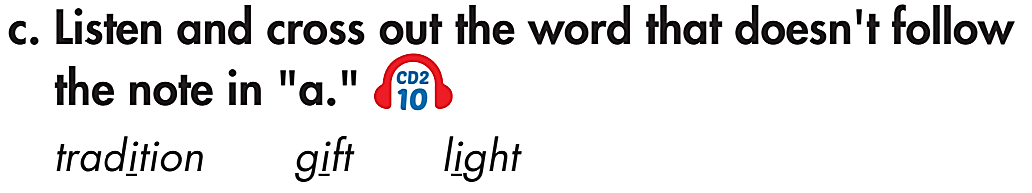 c. Listen and cross out the word that doesn't follow
the note in "a." CD2 10
tradition gift light